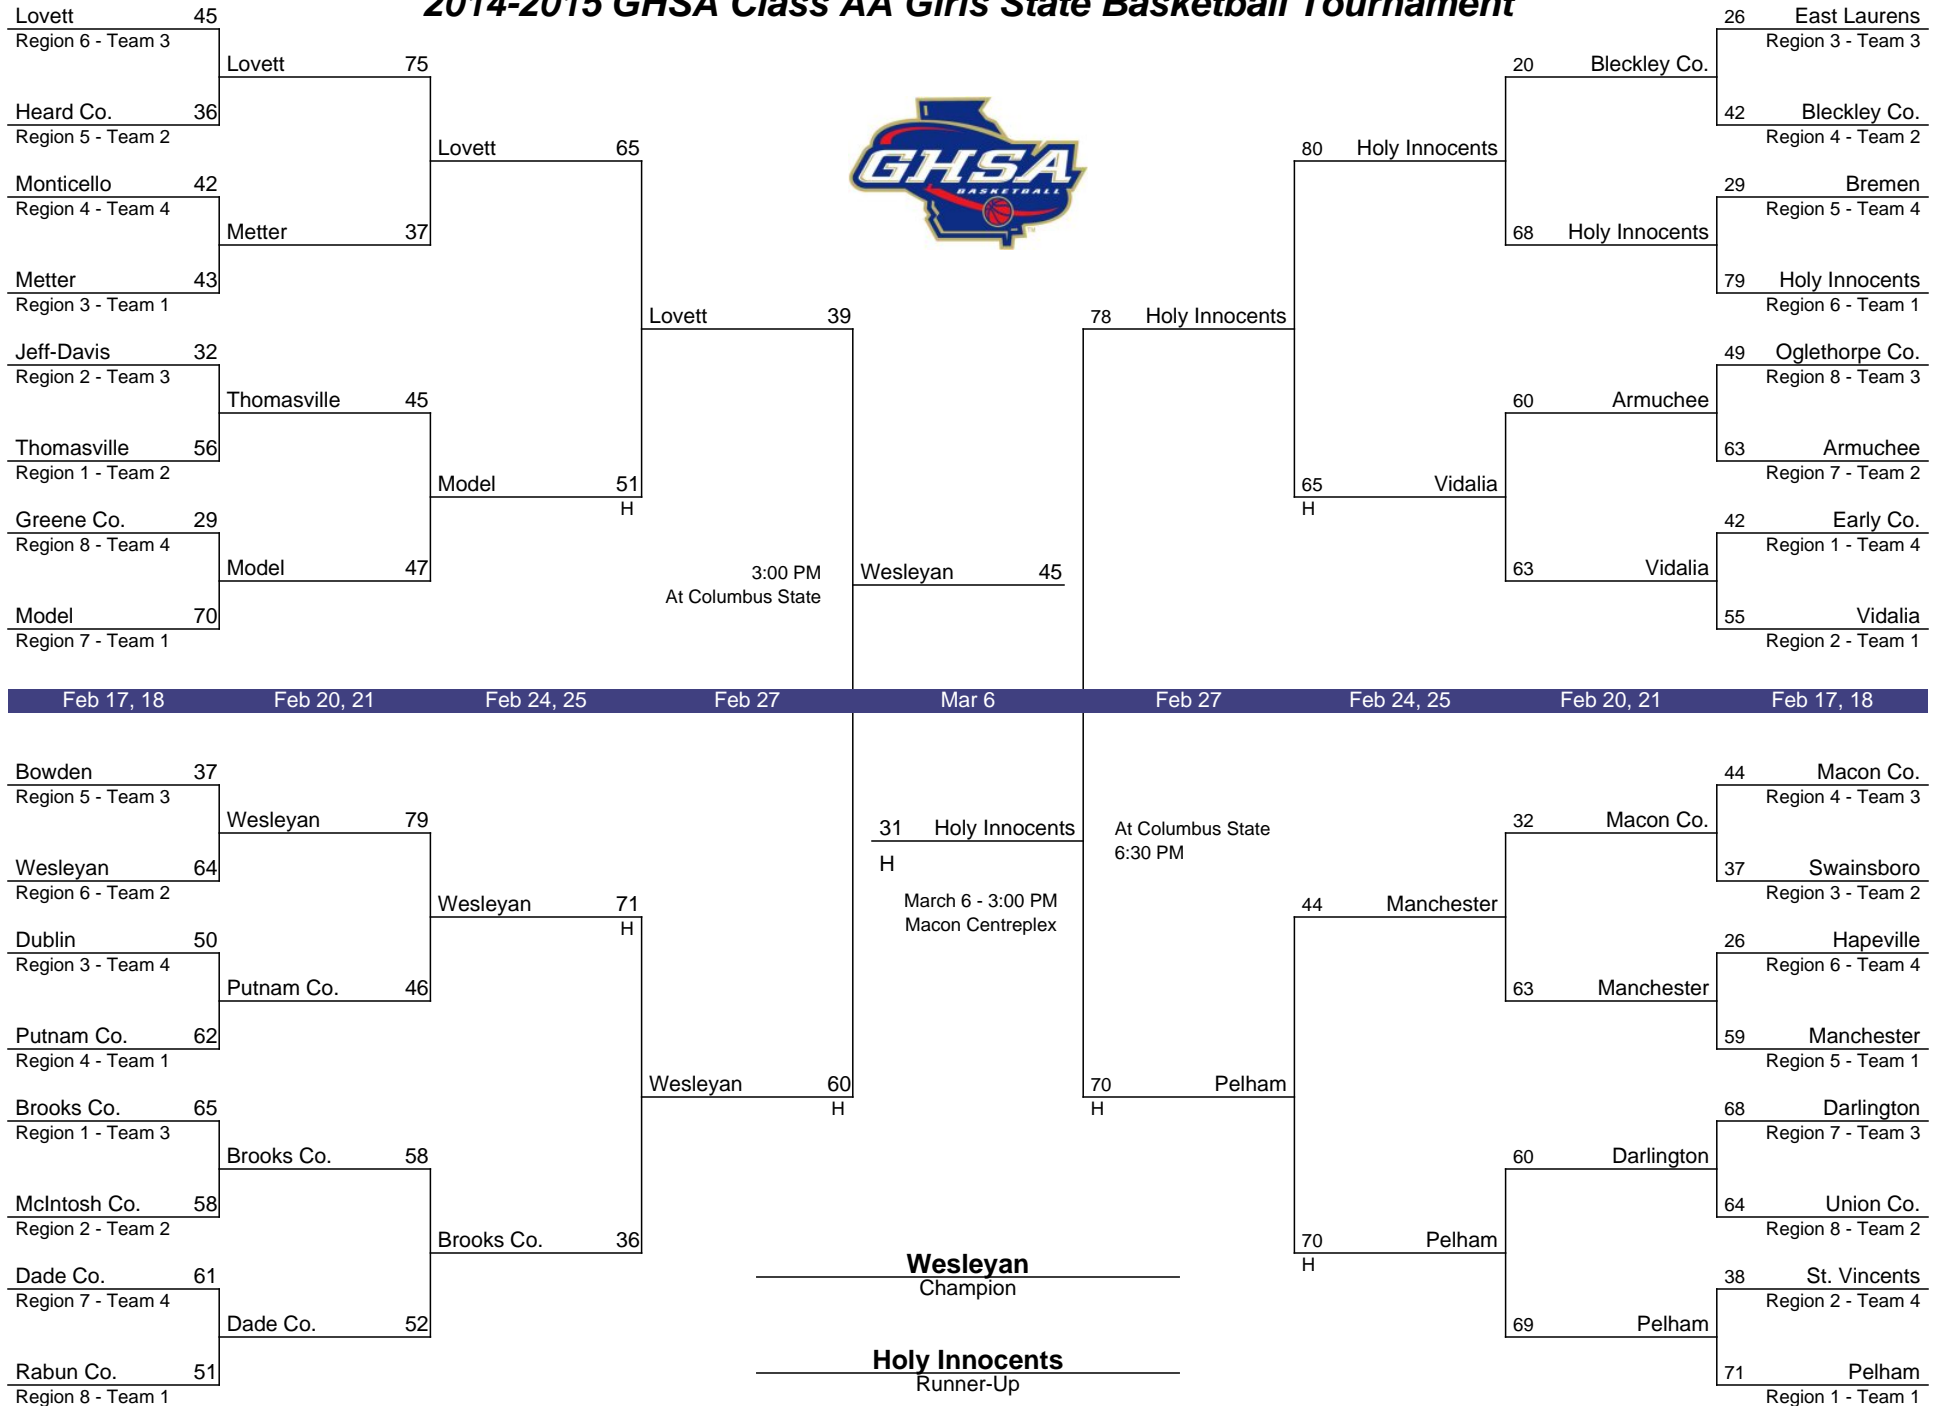 2014-2015 GHSA Class AA Girls State Basketball Tournament
Lovett 45
Region 6 - Team 3
Heard Co. 36
Region 5 - Team 2
Monticello 42
Region 4 - Team 4
Metter 43
Region 3 - Team 1
Jeff-Davis 32
Region 2 - Team 3
Thomasville 56
Region 1 - Team 2
Greene Co. 29
Region 8 - Team 4
Model 70
Region 7 - Team 1
Lovett 75
Metter 37
Thomasville 45
Model 47
Lovett 65
Model 51
H
Lovett 39
3:00 PM
At Columbus State
Wesleyan 45
GHSA
BASKETBALL
TM
78 Holy Innocents
80 Holy Innocents
65 Vidalia
H
20 Bleckley Co.
68 Holy Innocents
60 Armuchee
63 Vidalia
26 East Laurens
Region 3 - Team 3
42 Bleckley Co.
Region 4 - Team 2
29 Bremen
Region 5 - Team 4
79 Holy Innocents
Region 6 - Team 1
49 Oglethorpe Co.
Region 8 - Team 3
63 Armuchee
Region 7 - Team 2
42 Early Co.
Region 1 - Team 4
55 Vidalia
Region 2 - Team 1
Feb 17, 18 Feb 20, 21 Feb 24, 25 Feb 27 Mar 6 Feb 27 Feb 24, 25 Feb 20, 21 Feb 17, 18
Bowden 37
Region 5 - Team 3
Wesleyan 64
Region 6 - Team 2
Dublin 50
Region 3 - Team 4
Putnam Co. 62
Region 4 - Team 1
Brooks Co. 65
Region 1 - Team 3
McIntosh Co. 58
Region 2 - Team 2
Dade Co. 61
Region 7 - Team 4
Rabun Co. 51
Region 8 - Team 1
Wesleyan 79
Putnam Co. 46
Brooks Co. 58
Dade Co. 52
Wesleyan 71
H
Brooks Co. 36
Wesleyan 60
H
31 Holy Innocents
H
March 6 - 3:00 PM
Macon Centreplex
At Columbus State
6:30 PM
70 Pelham
H
44 Manchester
70 Pelham
H
32 Macon Co.
63 Manchester
60 Darlington
69 Pelham
44 Macon Co.
Region 4 - Team 3
37 Swainsboro
Region 3 - Team 2
26 Hapeville
Region 6 - Team 4
59 Manchester
Region 5 - Team 1
68 Darlington
Region 7 - Team 3
64 Union Co.
Region 8 - Team 2
38 St. Vincents
Region 2 - Team 4
71 Pelham
Region 1 - Team 1
Wesleyan
Champion
Holy Innocents
Runner-Up